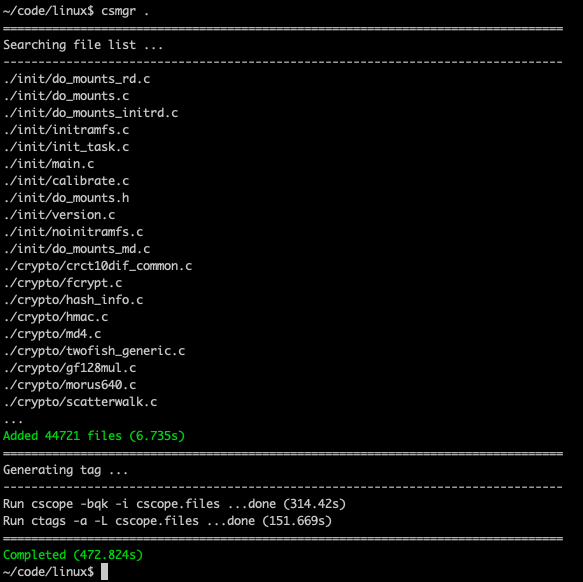 ~/code/linux$ csmgr .
================================================================================
Searching file list ...
--------------------------------------------------------------------------------
./init/do_mounts_rd.c
./init/do_mounts.c
./init/do_mounts_initrd.c
./init/initramfs.c
./init/init_task.c
./init/main.c
./init/calibrate.c
./init/do_mounts.h
./init/version.c
./init/noinitramfs.c
./init/do_mounts_md.c
./crypto/crct10dif_common.c
./crypto/fcrypt.c
./crypto/hash_info.c
./crypto/hmac.c
./crypto/md4.c
./crypto/twofish_generic.c
./crypto/gf128mul.c
./crypto/morus640.c
./crypto/scatterwalk.c
...
Added 44721 files (6.735s)
================================================================================
Generating tag ...
--------------------------------------------------------------------------------
Run cscope -bqk -i cscope.files ...done (314.42s)
Run ctags -a -L cscope.files ...done (151.669s)
================================================================================
Completed (472.824s)
~/code/linux$